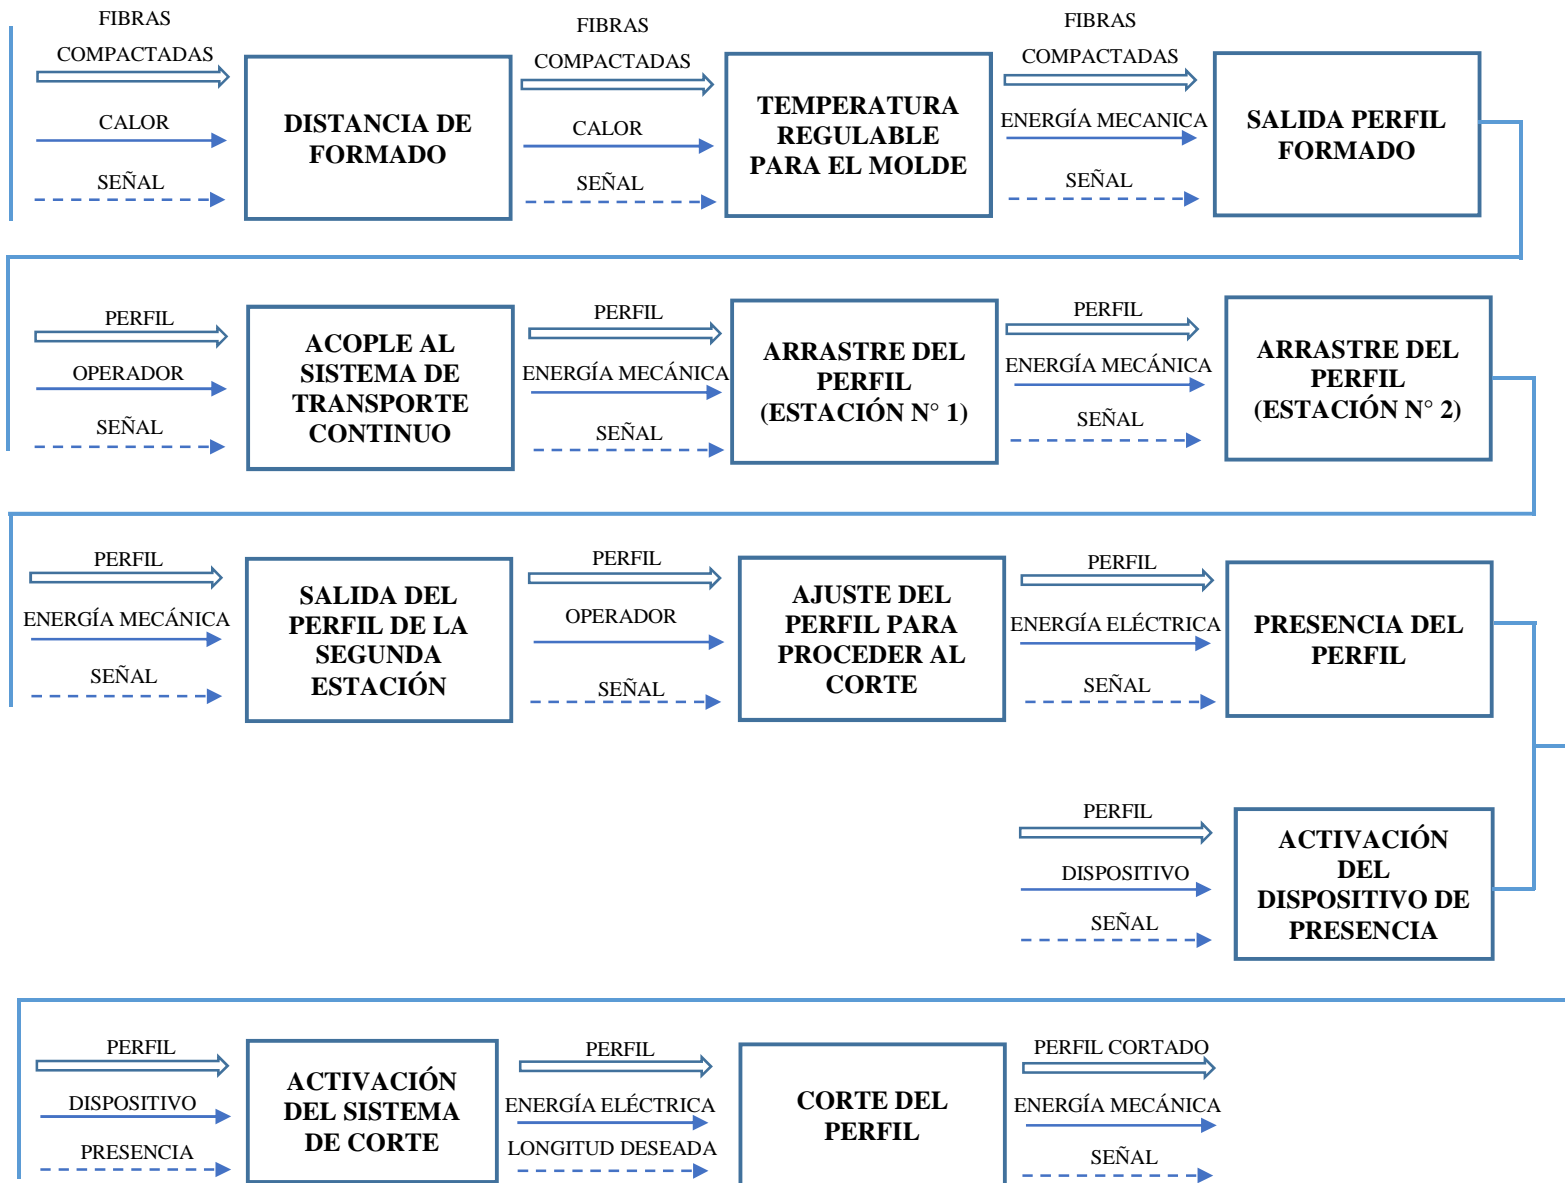 FIBRAS
COMPACTADAS
CALOR
SEÑAL
DISTANCIA DE
FORMADO
FIBRAS
COMPACTADAS
CALOR
SEÑAL
TEMPERATURA
REGULABLE
PARA EL MOLDE
FIBRAS
COMPACTADAS
ENERGÍA MECANICA
SEÑAL
SALIDA PERFIL
FORMADO
PERFIL
OPERADOR
SEÑAL
ACOPLE AL
SISTEMA DE
TRANSPORTE
CONTINUO
PERFIL
ENERGÍA MECÁNICA
SEÑAL
ARRASTRE DEL
PERFIL
(ESTACIÓN N° 1)
PERFIL
ENERGÍA MECÁNICA
SEÑAL
ARRASTRE DEL
PERFIL
(ESTACIÓN N° 2)
PERFIL
ENERGÍA MECÁNICA
SEÑAL
SALIDA DEL
PERFIL DE LA
SEGUNDA
ESTACIÓN
PERFIL
OPERADOR
SEÑAL
AJUSTE DEL
PERFIL PARA
PROCEDER AL
CORTE
PERFIL
ENERGÍA ELÉCTRICA
SEÑAL
PRESENCIA DEL
PERFIL
PERFIL
DISPOSITIVO
SEÑAL
ACTIVACIÓN
DEL
DISPOSITIVO DE
PRESENCIA
PERFIL
DISPOSITIVO
PRESENCIA
ACTIVACIÓN
DEL SISTEMA
DE CORTE
PERFIL
ENERGÍA ELÉCTRICA
LONGITUD DESEADA
CORTE DEL
PERFIL
PERFIL CORTADO
ENERGÍA MECÁNICA
SEÑAL